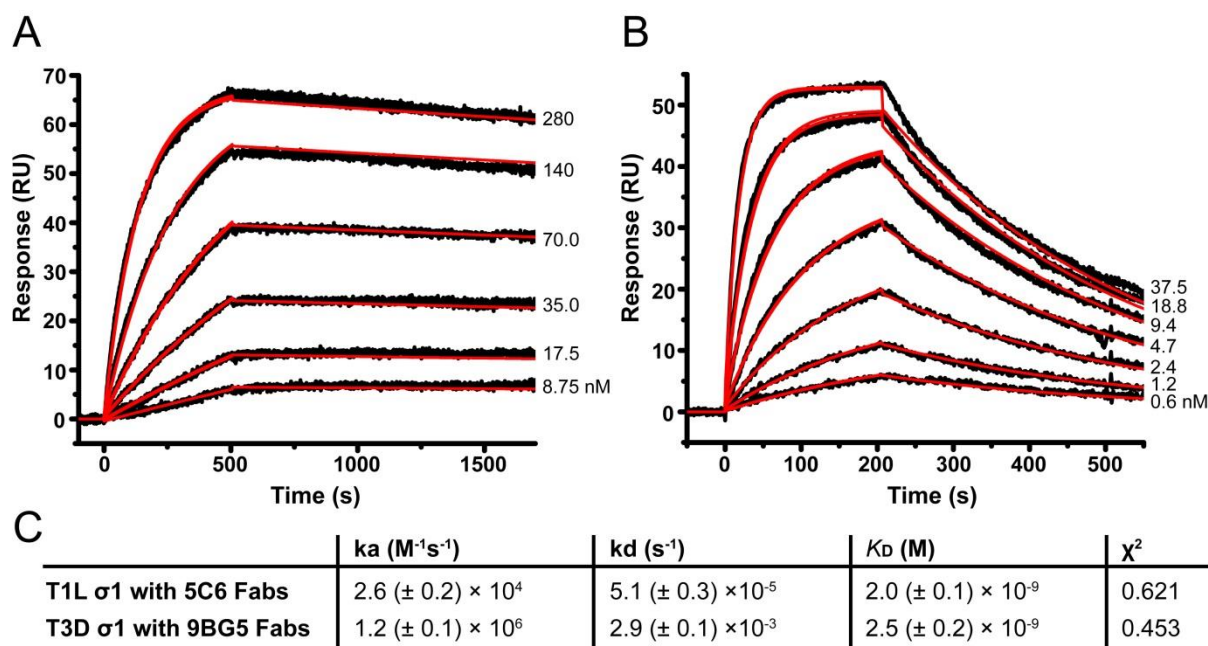 A
B
70
60
50
40
30
20
10
0
Response (RU)
280
140
70.0
35.0
17.5
8.75 nM
0
500
1000
1500
Time (s)
50
40
30
20
10
0
Response (RU)
37.5
18.8
9.4
4.7
2.4
1.2
0.6 nM
0
100
200
300
400
500
Time (s)
C
ka (M⁻¹s⁻¹) kd (s⁻¹) KD (M) χ²
T1L σ1 with 5C6 Fabs 2.6 (± 0.2) × 10⁴ 5.1 (± 0.3) ×10⁻⁵ 2.0 (± 0.1) × 10⁻⁹ 0.621
T3D σ1 with 9BG5 Fabs 1.2 (± 0.1) × 10⁶ 2.9 (± 0.1) ×10⁻³ 2.5 (± 0.2) × 10⁻⁹ 0.453